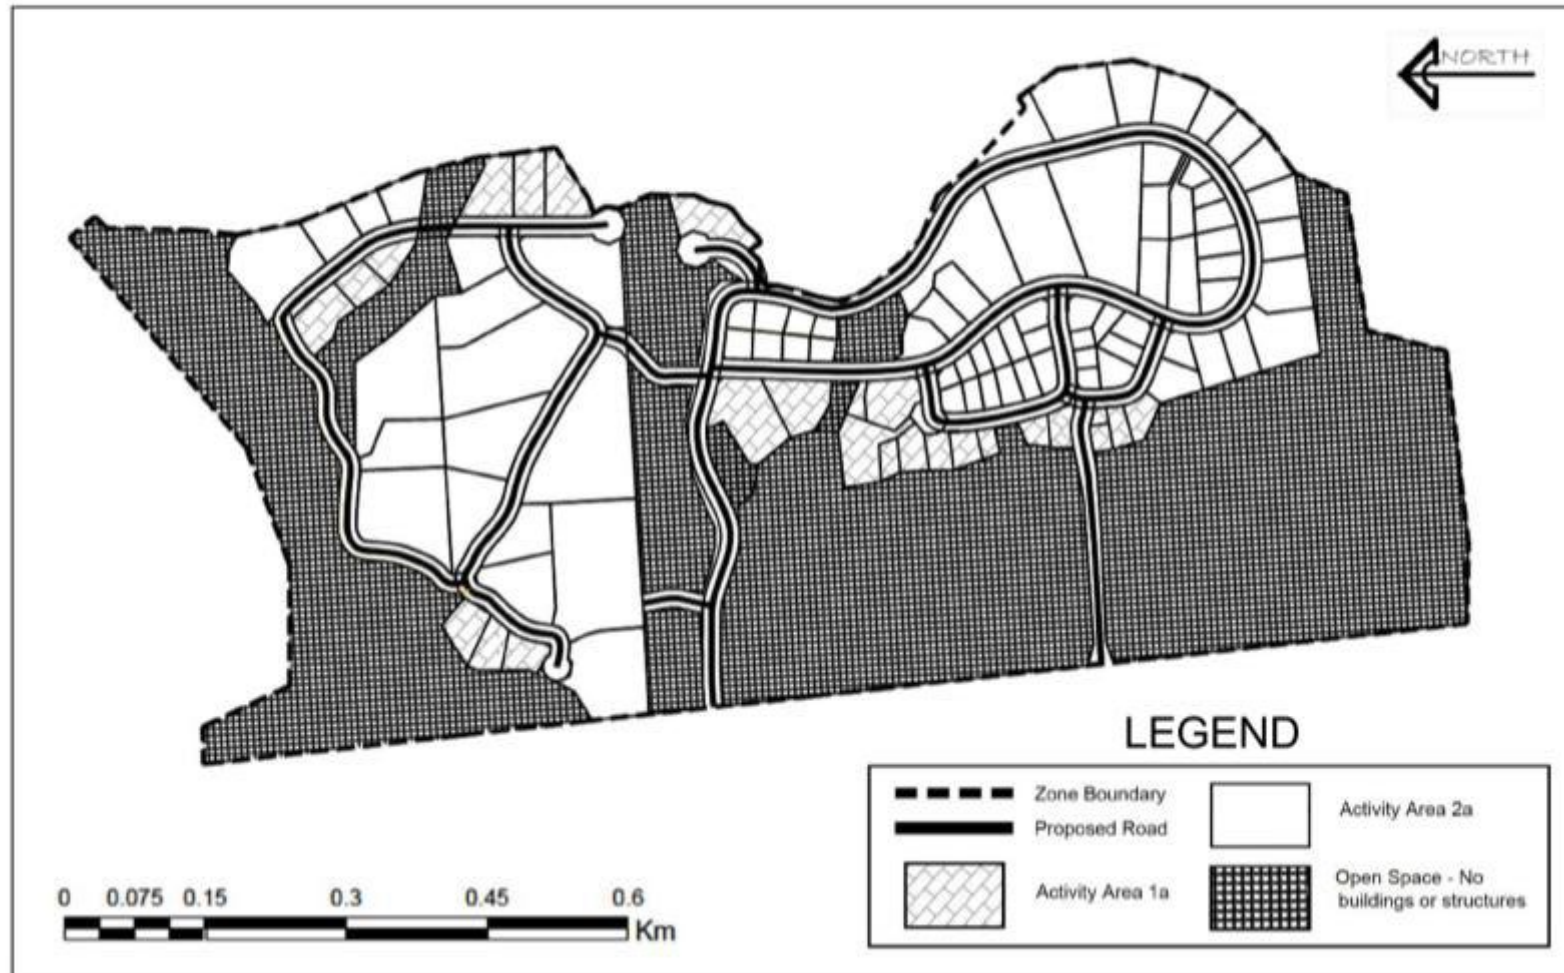 NORTH
LEGEND
Zone Boundary
Proposed Road
Activity Area 1a
Activity Area 2a
Open Space - No
buildings or structures
0 0.075 0.15 0.3 0.45 0.6
Km